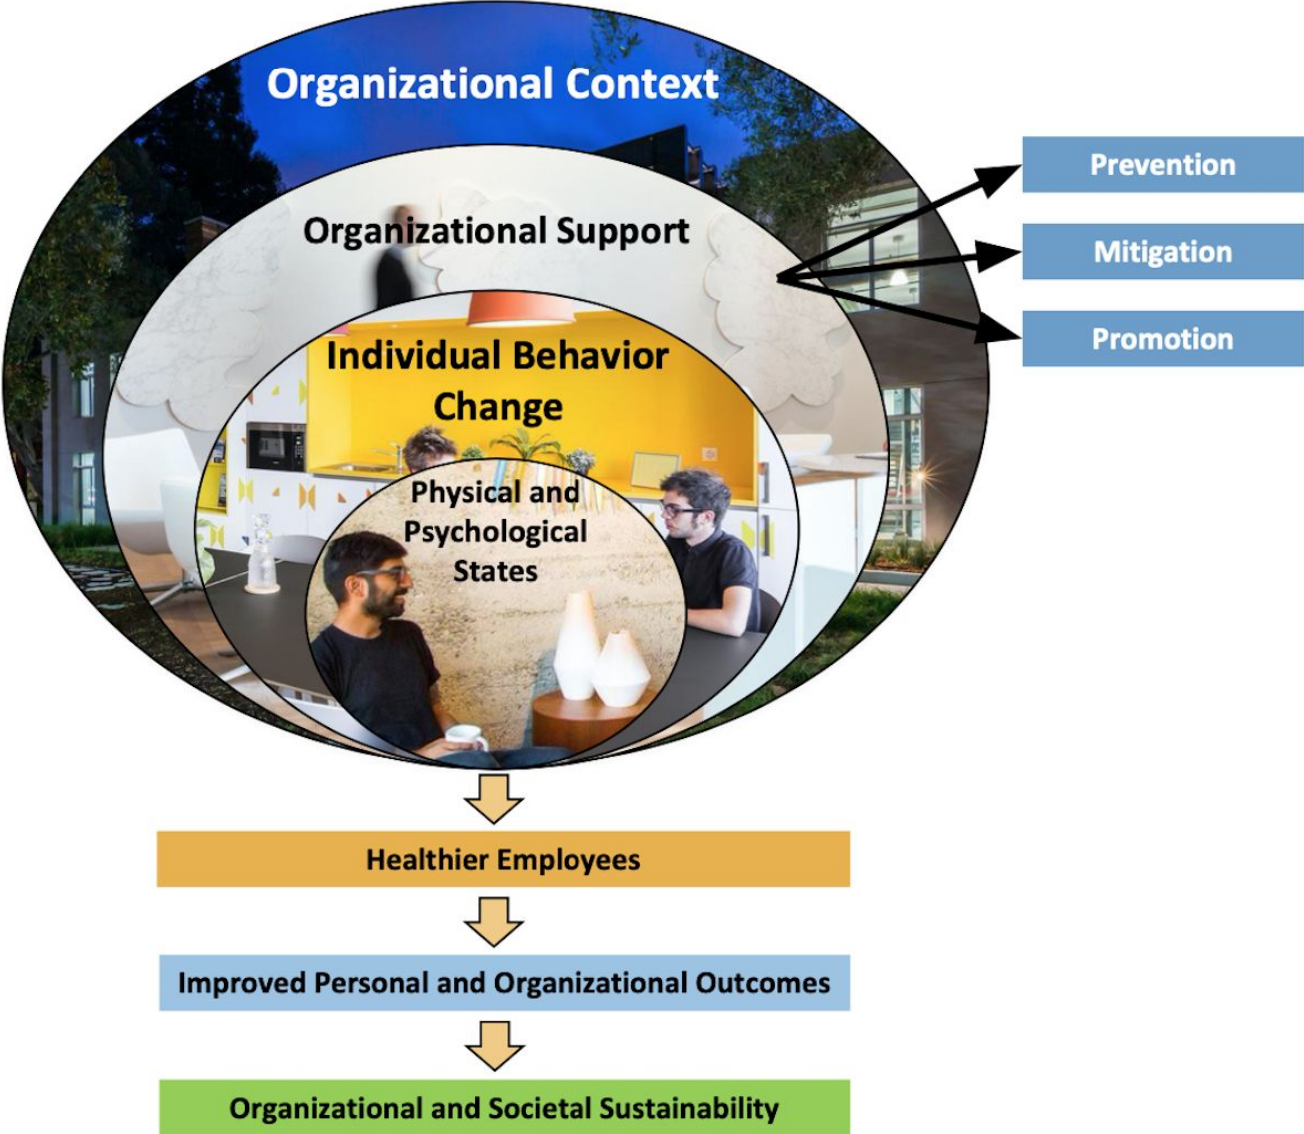 Organizational Context
Organizational Support
Individual Behavior
Change
Physical and
Psychological
States
Prevention
Mitigation
Promotion
Healthier Employees
Improved Personal and Organizational Outcomes
Organizational and Societal Sustainability